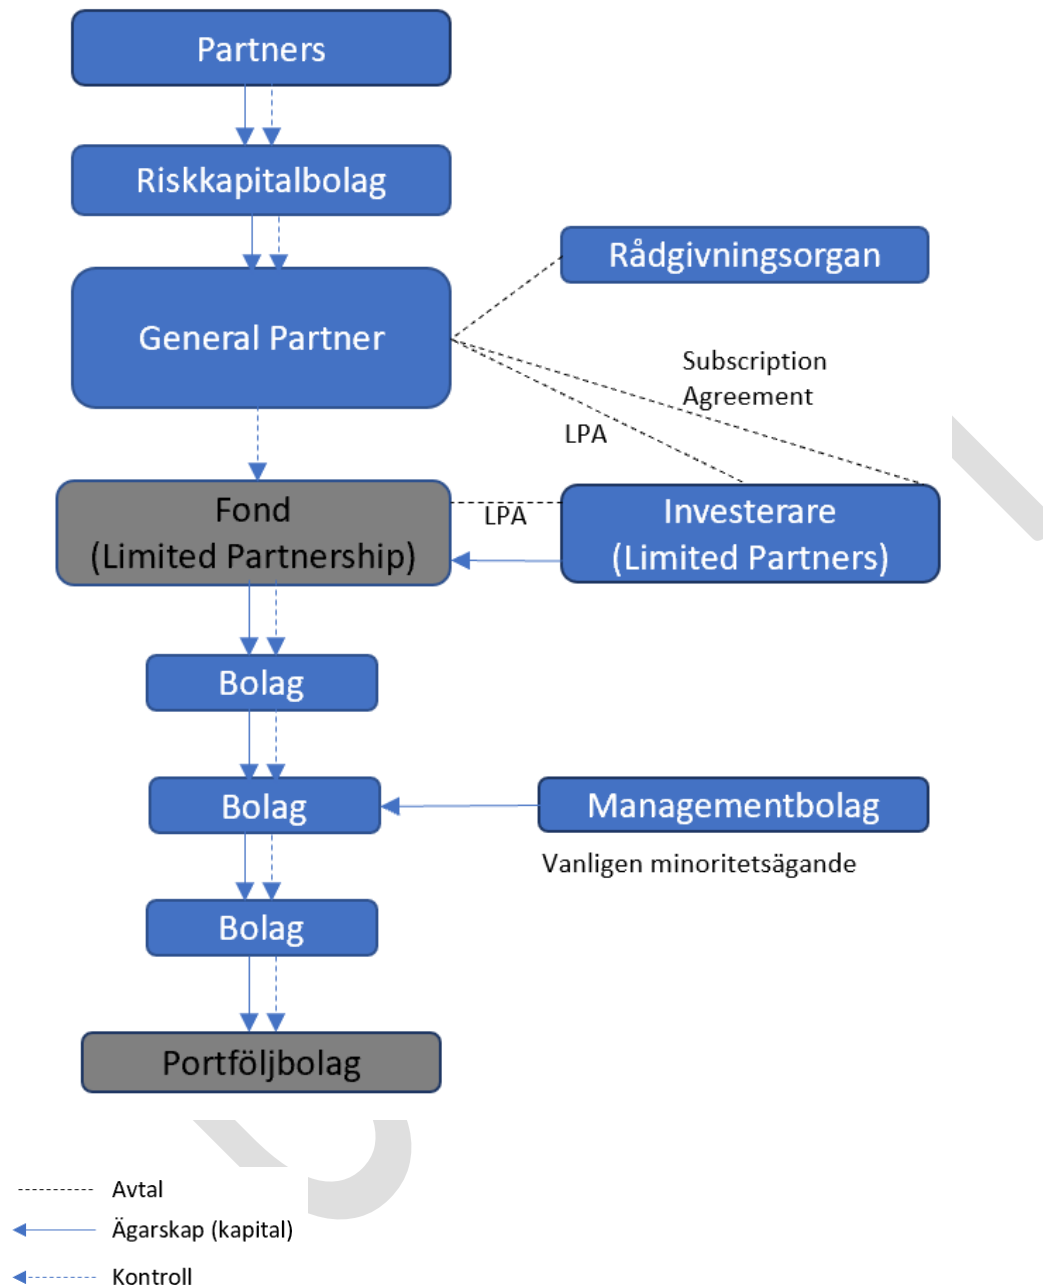 Partners
Riskkapitalbolag
Rådgivningsorgan
General Partner
Subscription
Agreement
LPA
Fond
(Limited Partnership)
LPA
Investerare
(Limited Partners)
Bolag
Bolag
Managementbolag
Vanligen minoritetsägande
Bolag
Portföljbolag
Avtal
Ägarskap (kapital)
Kontroll